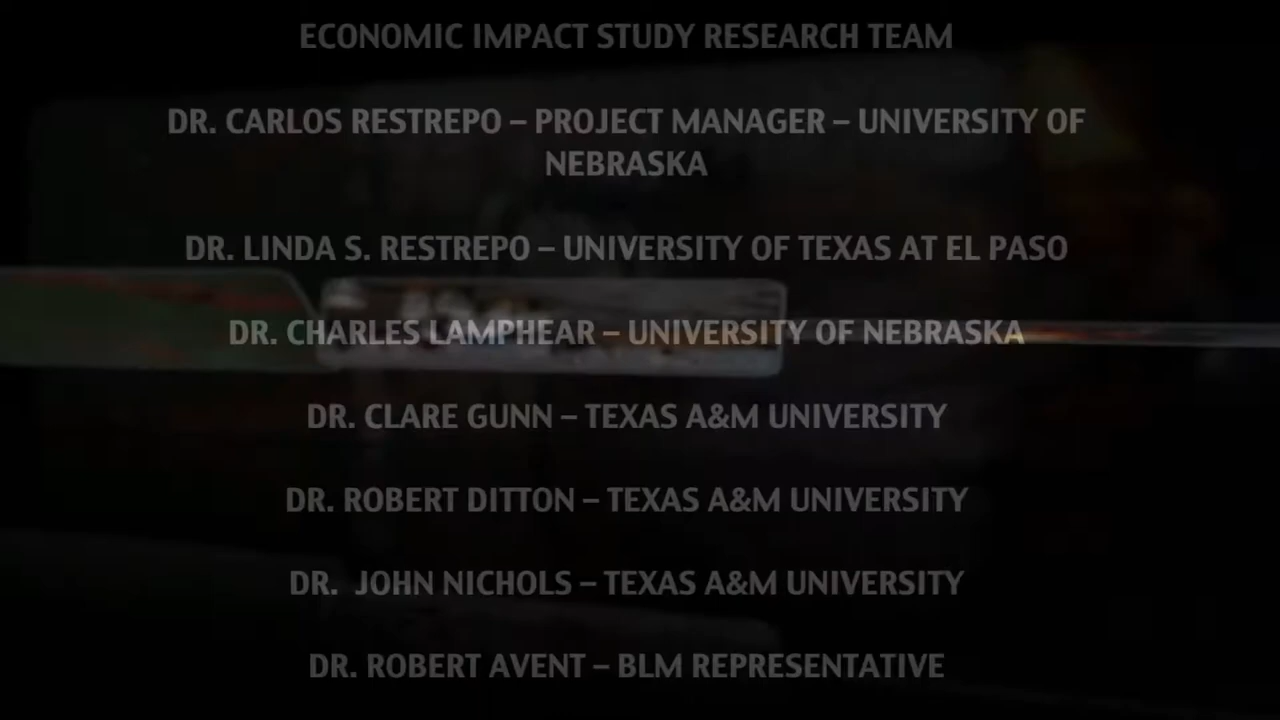 ECONOMIC IMPACT STUDY RESEARCH TEAM
DR. CARLOS RESTREPO – PROJECT MANAGER – UNIVERSITY OF
NEBRASKA
DR. LINDA S. RESTREPO – UNIVERSITY OF TEXAS AT EL PASO
DR. CHARLES LAMPHEAR – UNIVERSITY OF NEBRASKA
DR. CLARE GUNN – TEXAS A&M UNIVERSITY
DR. ROBERT DITTON – TEXAS A&M UNIVERSITY
DR.  JOHN NICHOLS – TEXAS A&M UNIVERSITY
DR. ROBERT AVENT – BLM REPRESENTATIVE